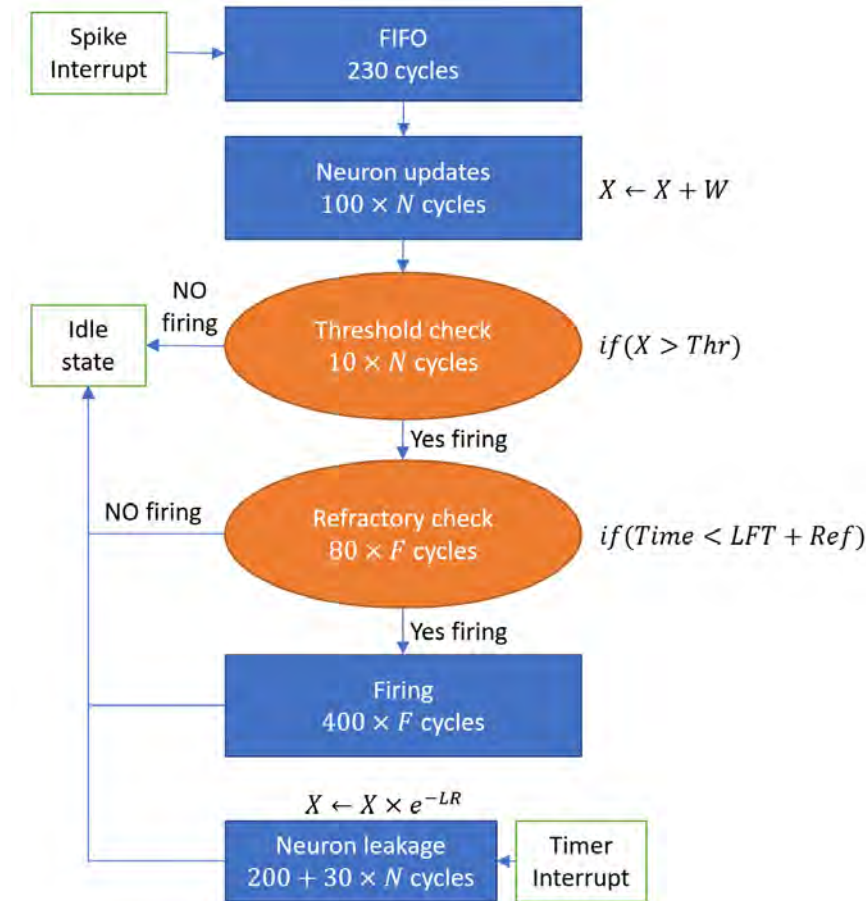 Spike
Interrupt
FIFO
230 cycles
Neuron updates
100 × N cycles
X ← X + W
NO
firing
Idle
state
Threshold check
10 × N cycles
if(X > Thr)
Yes firing
NO firing
Refractory check
80 × F cycles
if(Time < LFT + Ref)
Yes firing
Firing
400 × F cycles
X ← X × e^{-LR}
Neuron leakage
200 + 30 × N cycles
Timer
Interrupt